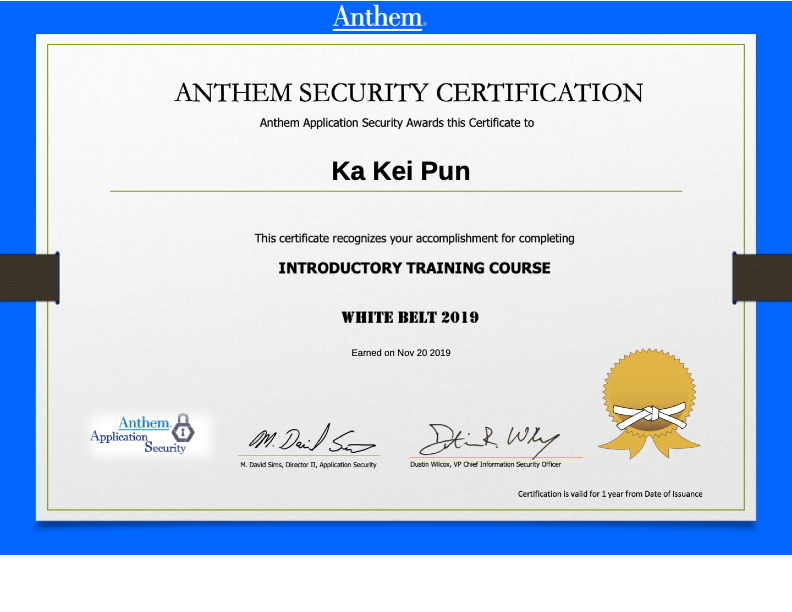 Anthem®
ANTHEM SECURITY CERTIFICATION
Anthem Application Security Awards this Certificate to
Ka Kei Pun
This certificate recognizes your accomplishment for completing
INTRODUCTORY TRAINING COURSE
WHITE BELT 2019
Earned on Nov 20 2019
Anthem
Application
Security
M. David Sims
Dustin R. Wilcox
M. David Sims, Director II, Application Security
Dustin Wilcox, VP Chief Information Security Officer
Certification is valid for 1 year from Date of Issuance